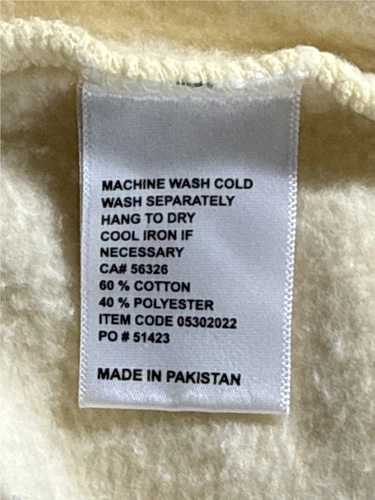 MACHINE WASH COLD
WASH SEPARATELY
HANG TO DRY
COOL IRON IF
NECESSARY
CA# 56326
60 % COTTON
40 % POLYESTER
ITEM CODE 05302022
PO # 51423
MADE IN PAKISTAN